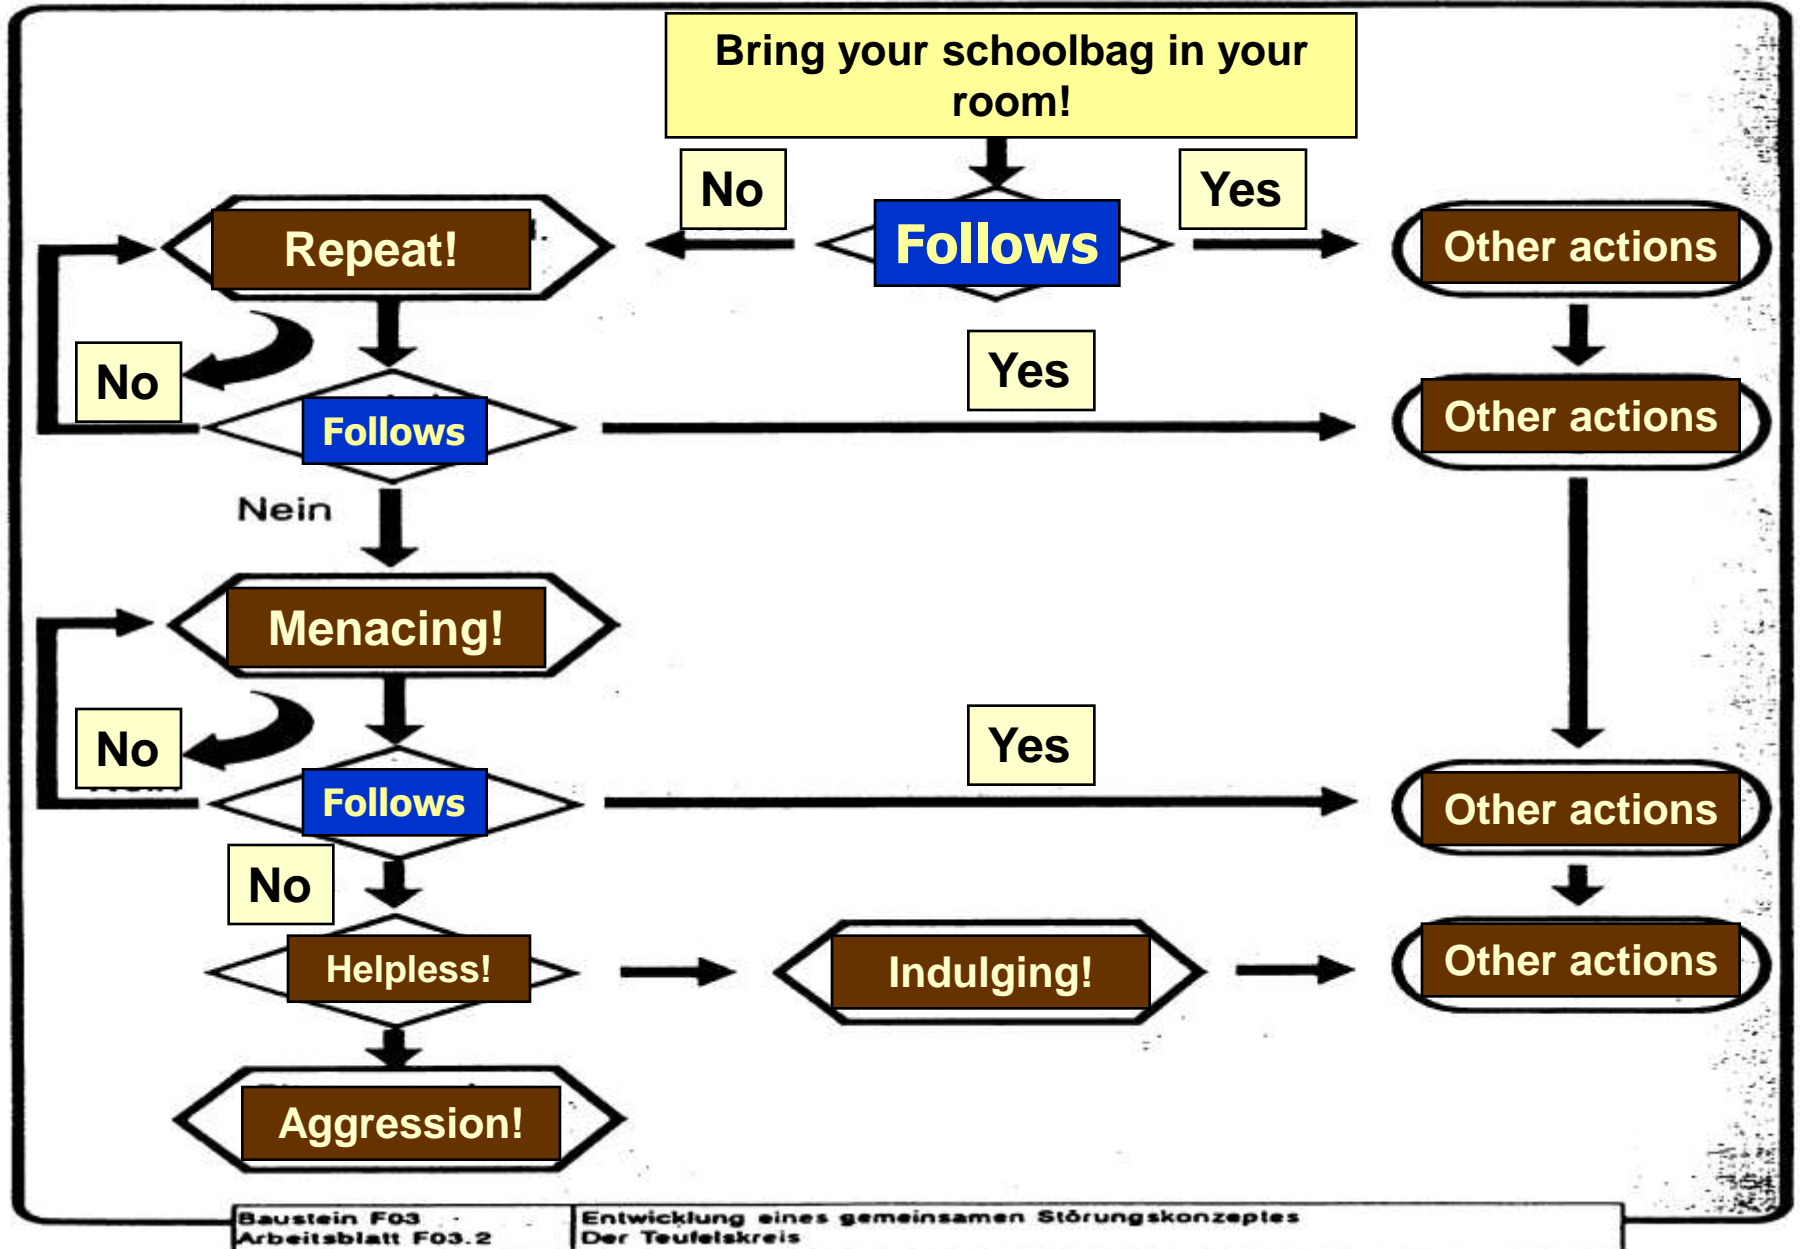 Bring your schoolbag in your
room!
No
Yes
Repeat!
Follows
Other actions
No
Yes
Follows
Other actions
Nein
Menacing!
No
Yes
Follows
Other actions
No
Helpless!
Indulging!
Other actions
Aggression!
Baustein F03
Arbeitsblatt F03.2
Entwicklung eines gemeinsamen Störungskonzeptes
Der Teufelskreis